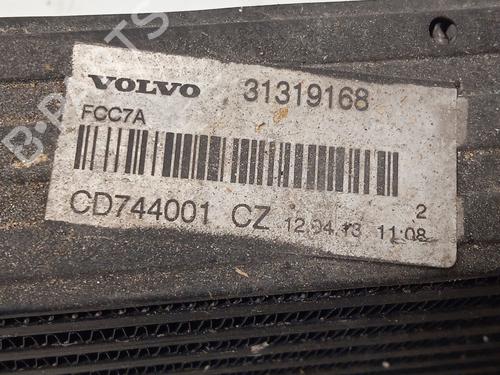 VOLVO 31319168
FCC7A
2
CD744001 CZ 12.04.13 11:08